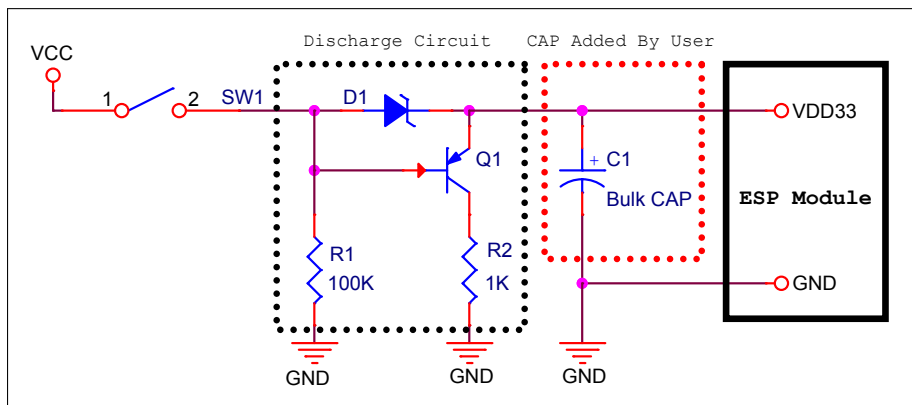 Discharge Circuit
CAP Added By User
VCC
1
2
SW1
D1
VDD33
Q1
+
C1
Bulk CAP
ESP Module
R1
100K
R2
1K
GND
GND
GND
GND